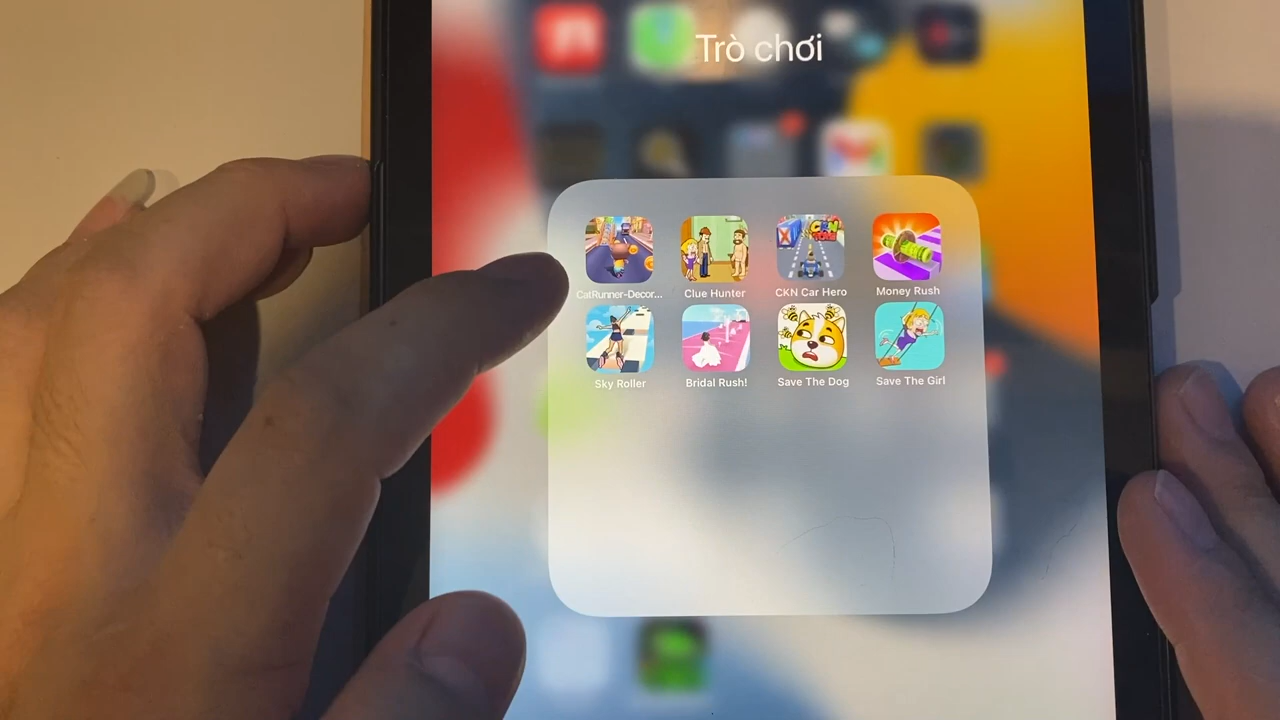 Trò chơi
CatRunner-Decor...
Clue Hunter
CKN Car Hero
Money Rush
Sky Roller
Bridal Rush!
Save The Dog
Save The Girl